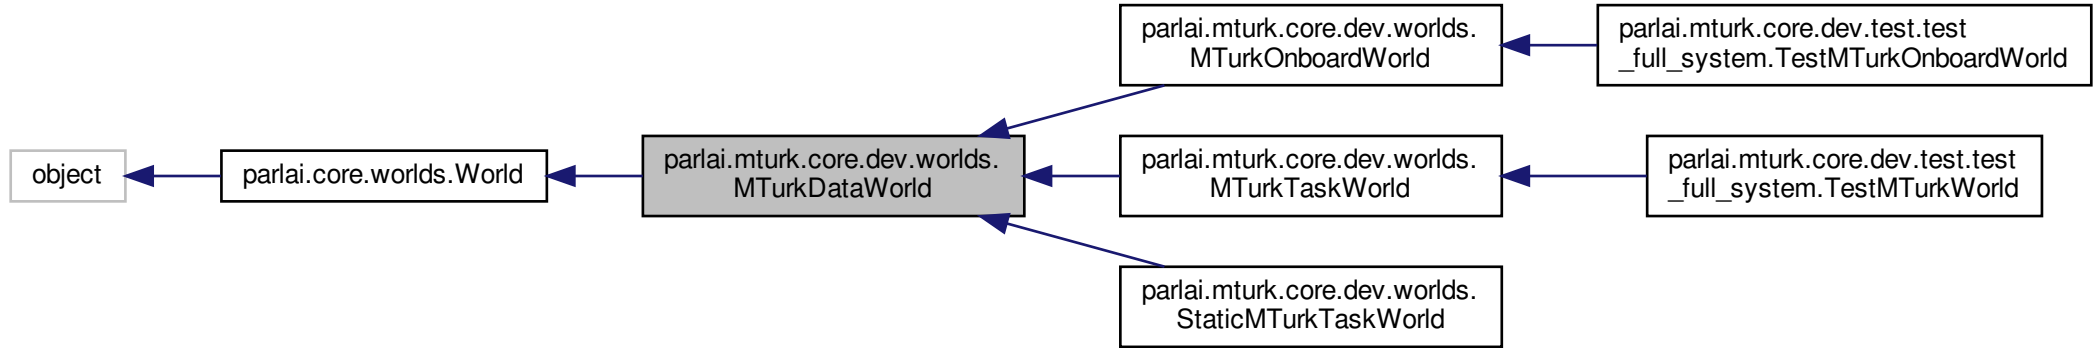 object
parlai.core.worlds.World
parlai.mturk.core.dev.worlds.
MTurkDataWorld
parlai.mturk.core.dev.worlds.
MTurkOnboardWorld
parlai.mturk.core.dev.test.test
_full_system.TestMTurkOnboardWorld
parlai.mturk.core.dev.worlds.
MTurkTaskWorld
parlai.mturk.core.dev.test.test
_full_system.TestMTurkWorld
parlai.mturk.core.dev.worlds.
StaticMTurkTaskWorld